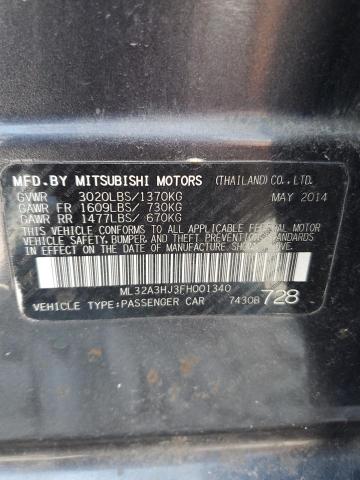 MFD.BY MITSUBISHI MOTORS (THAILAND)CO.,LTD.
GVWR 3020LBS/1370KG MAY 2014
GAWR FR 1609LBS/ 730KG
GAWR RR 1477LBS/ 670KG
THIS VEHICLE CONFORMS TO ALL APPLICABLE FEDERAL MOTOR
VEHICLE SAFETY, BUMPER, AND THEFT PREVENTION STANDARDS
IN EFFECT ON THE DATE OF MANUFACTURE SHOWN ABOVE.
ML32A3HJ3FH001340
VEHICLE TYPE:PASSENGER CAR 7430B 728